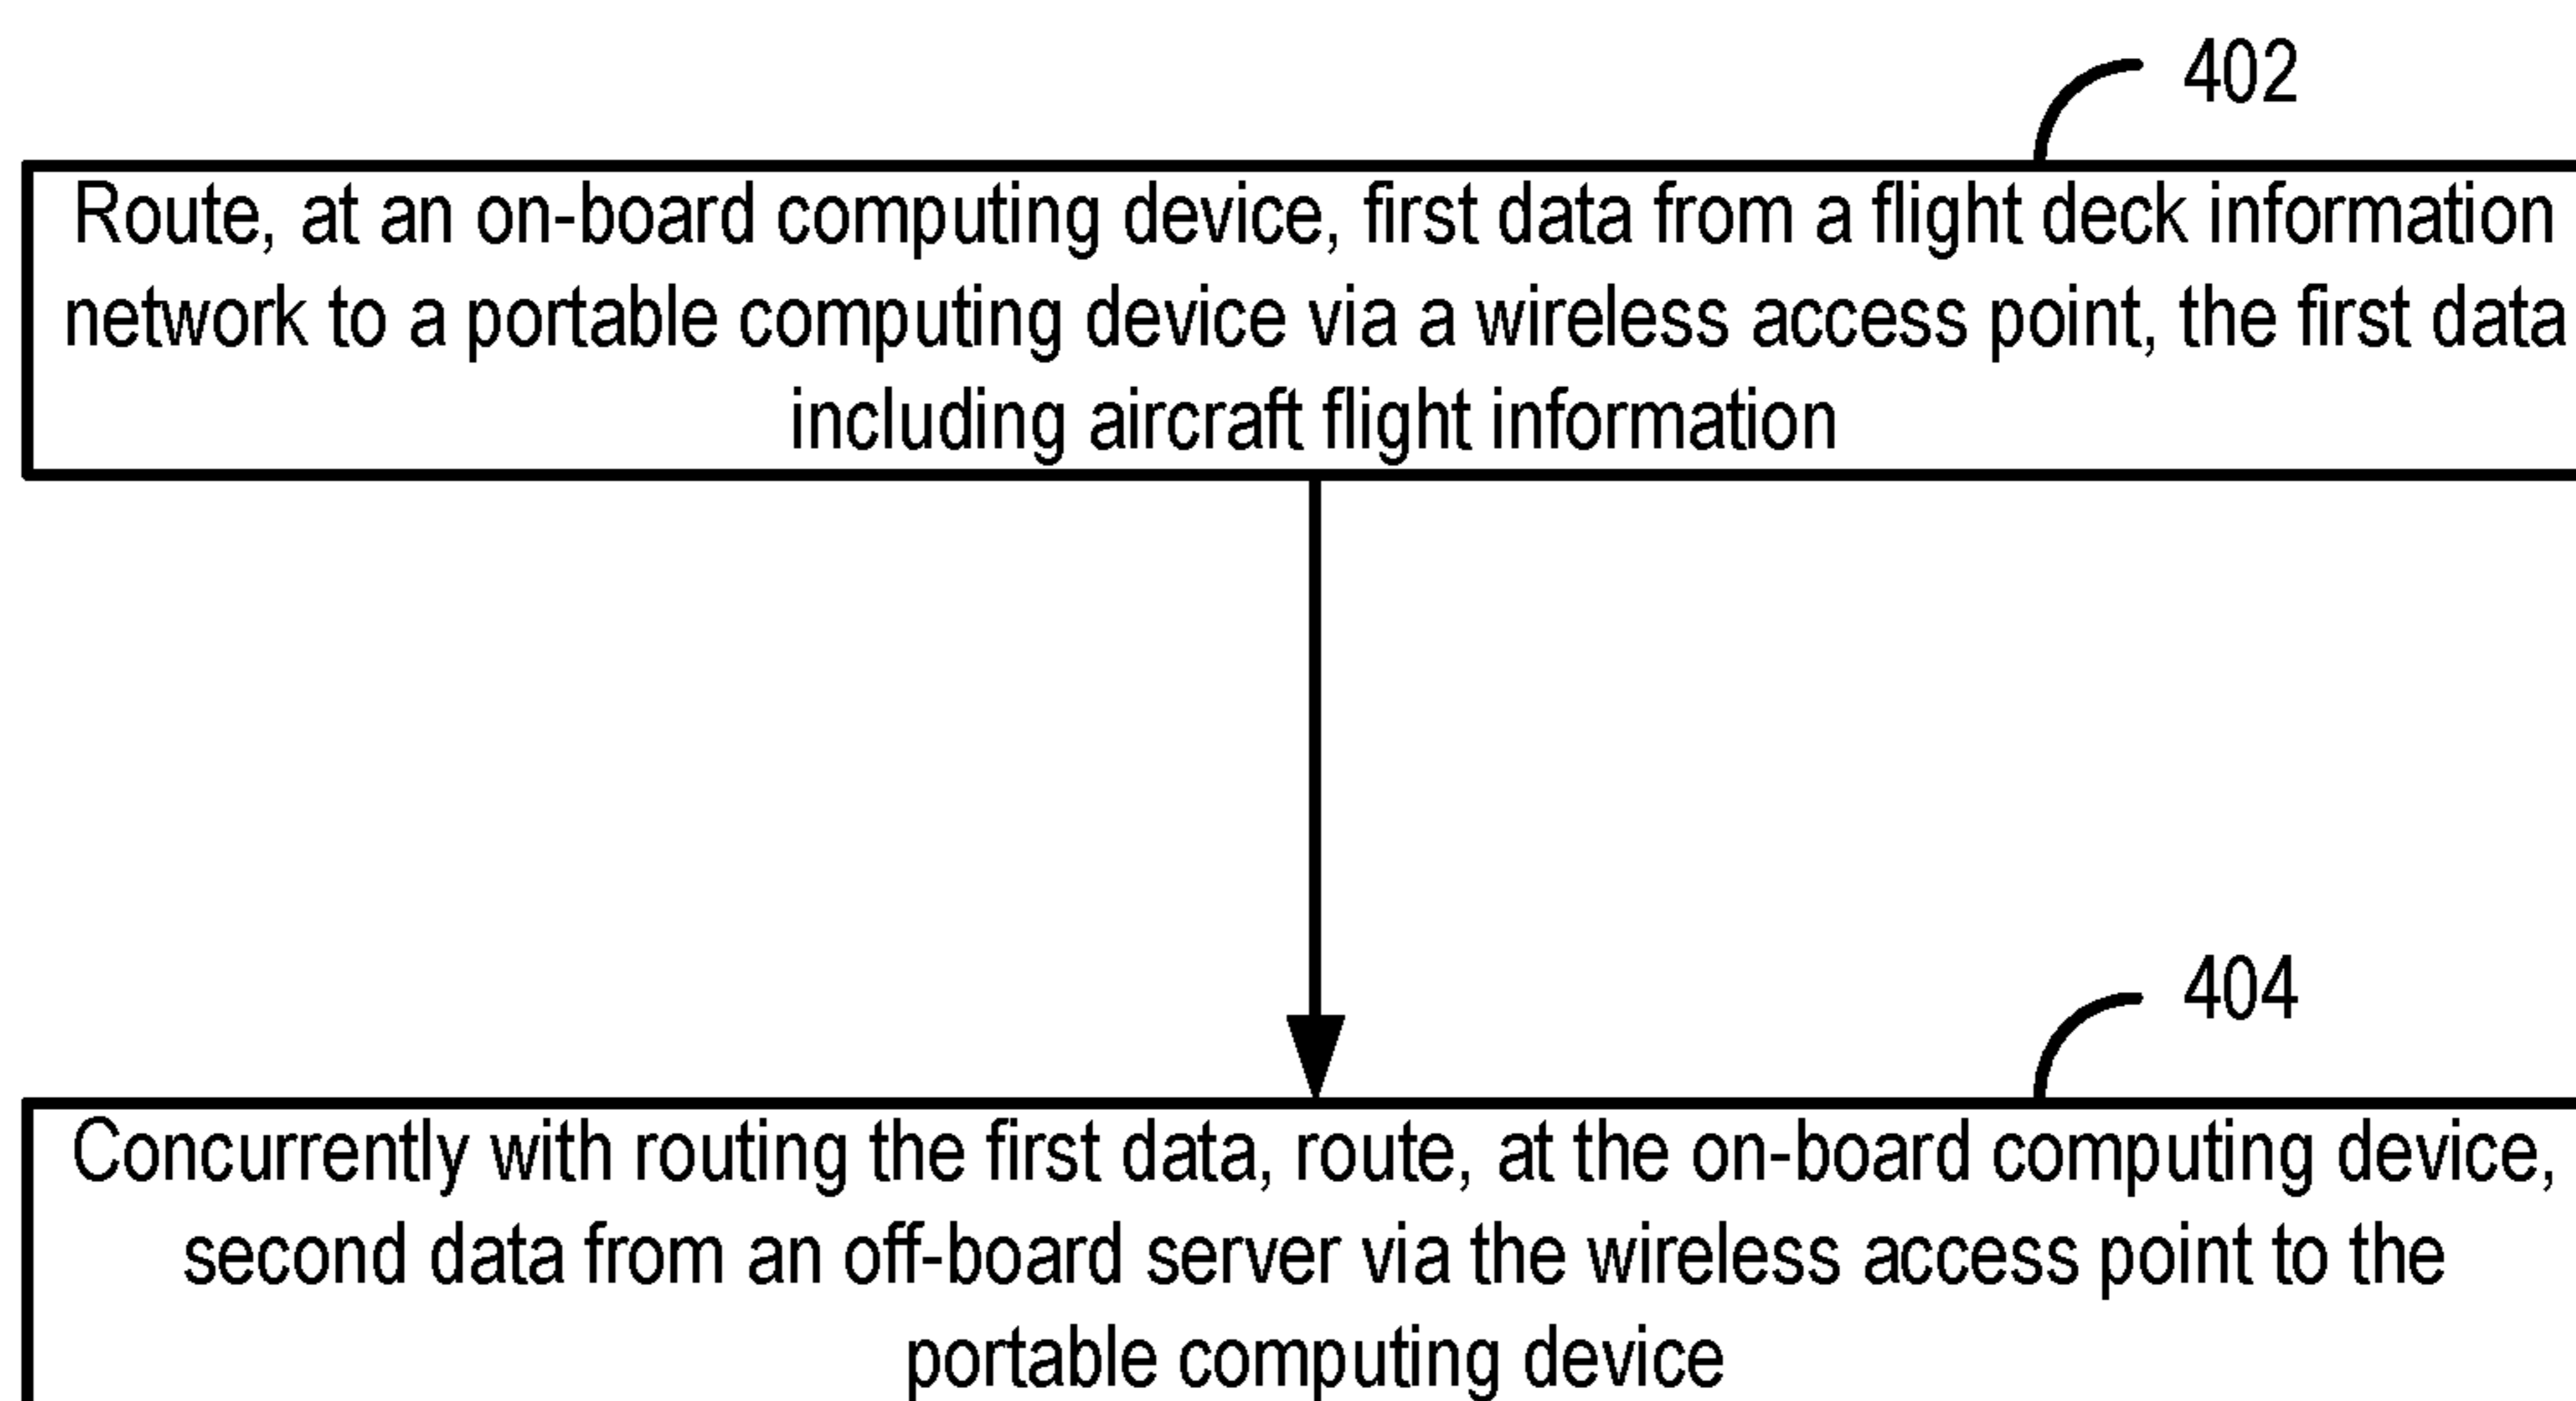 402
Route, at an on-board computing device, first data from a flight deck information
network to a portable computing device via a wireless access point, the first data
including aircraft flight information
404
Concurrently with routing the first data, route, at the on-board computing device,
second data from an off-board server via the wireless access point to the
portable computing device